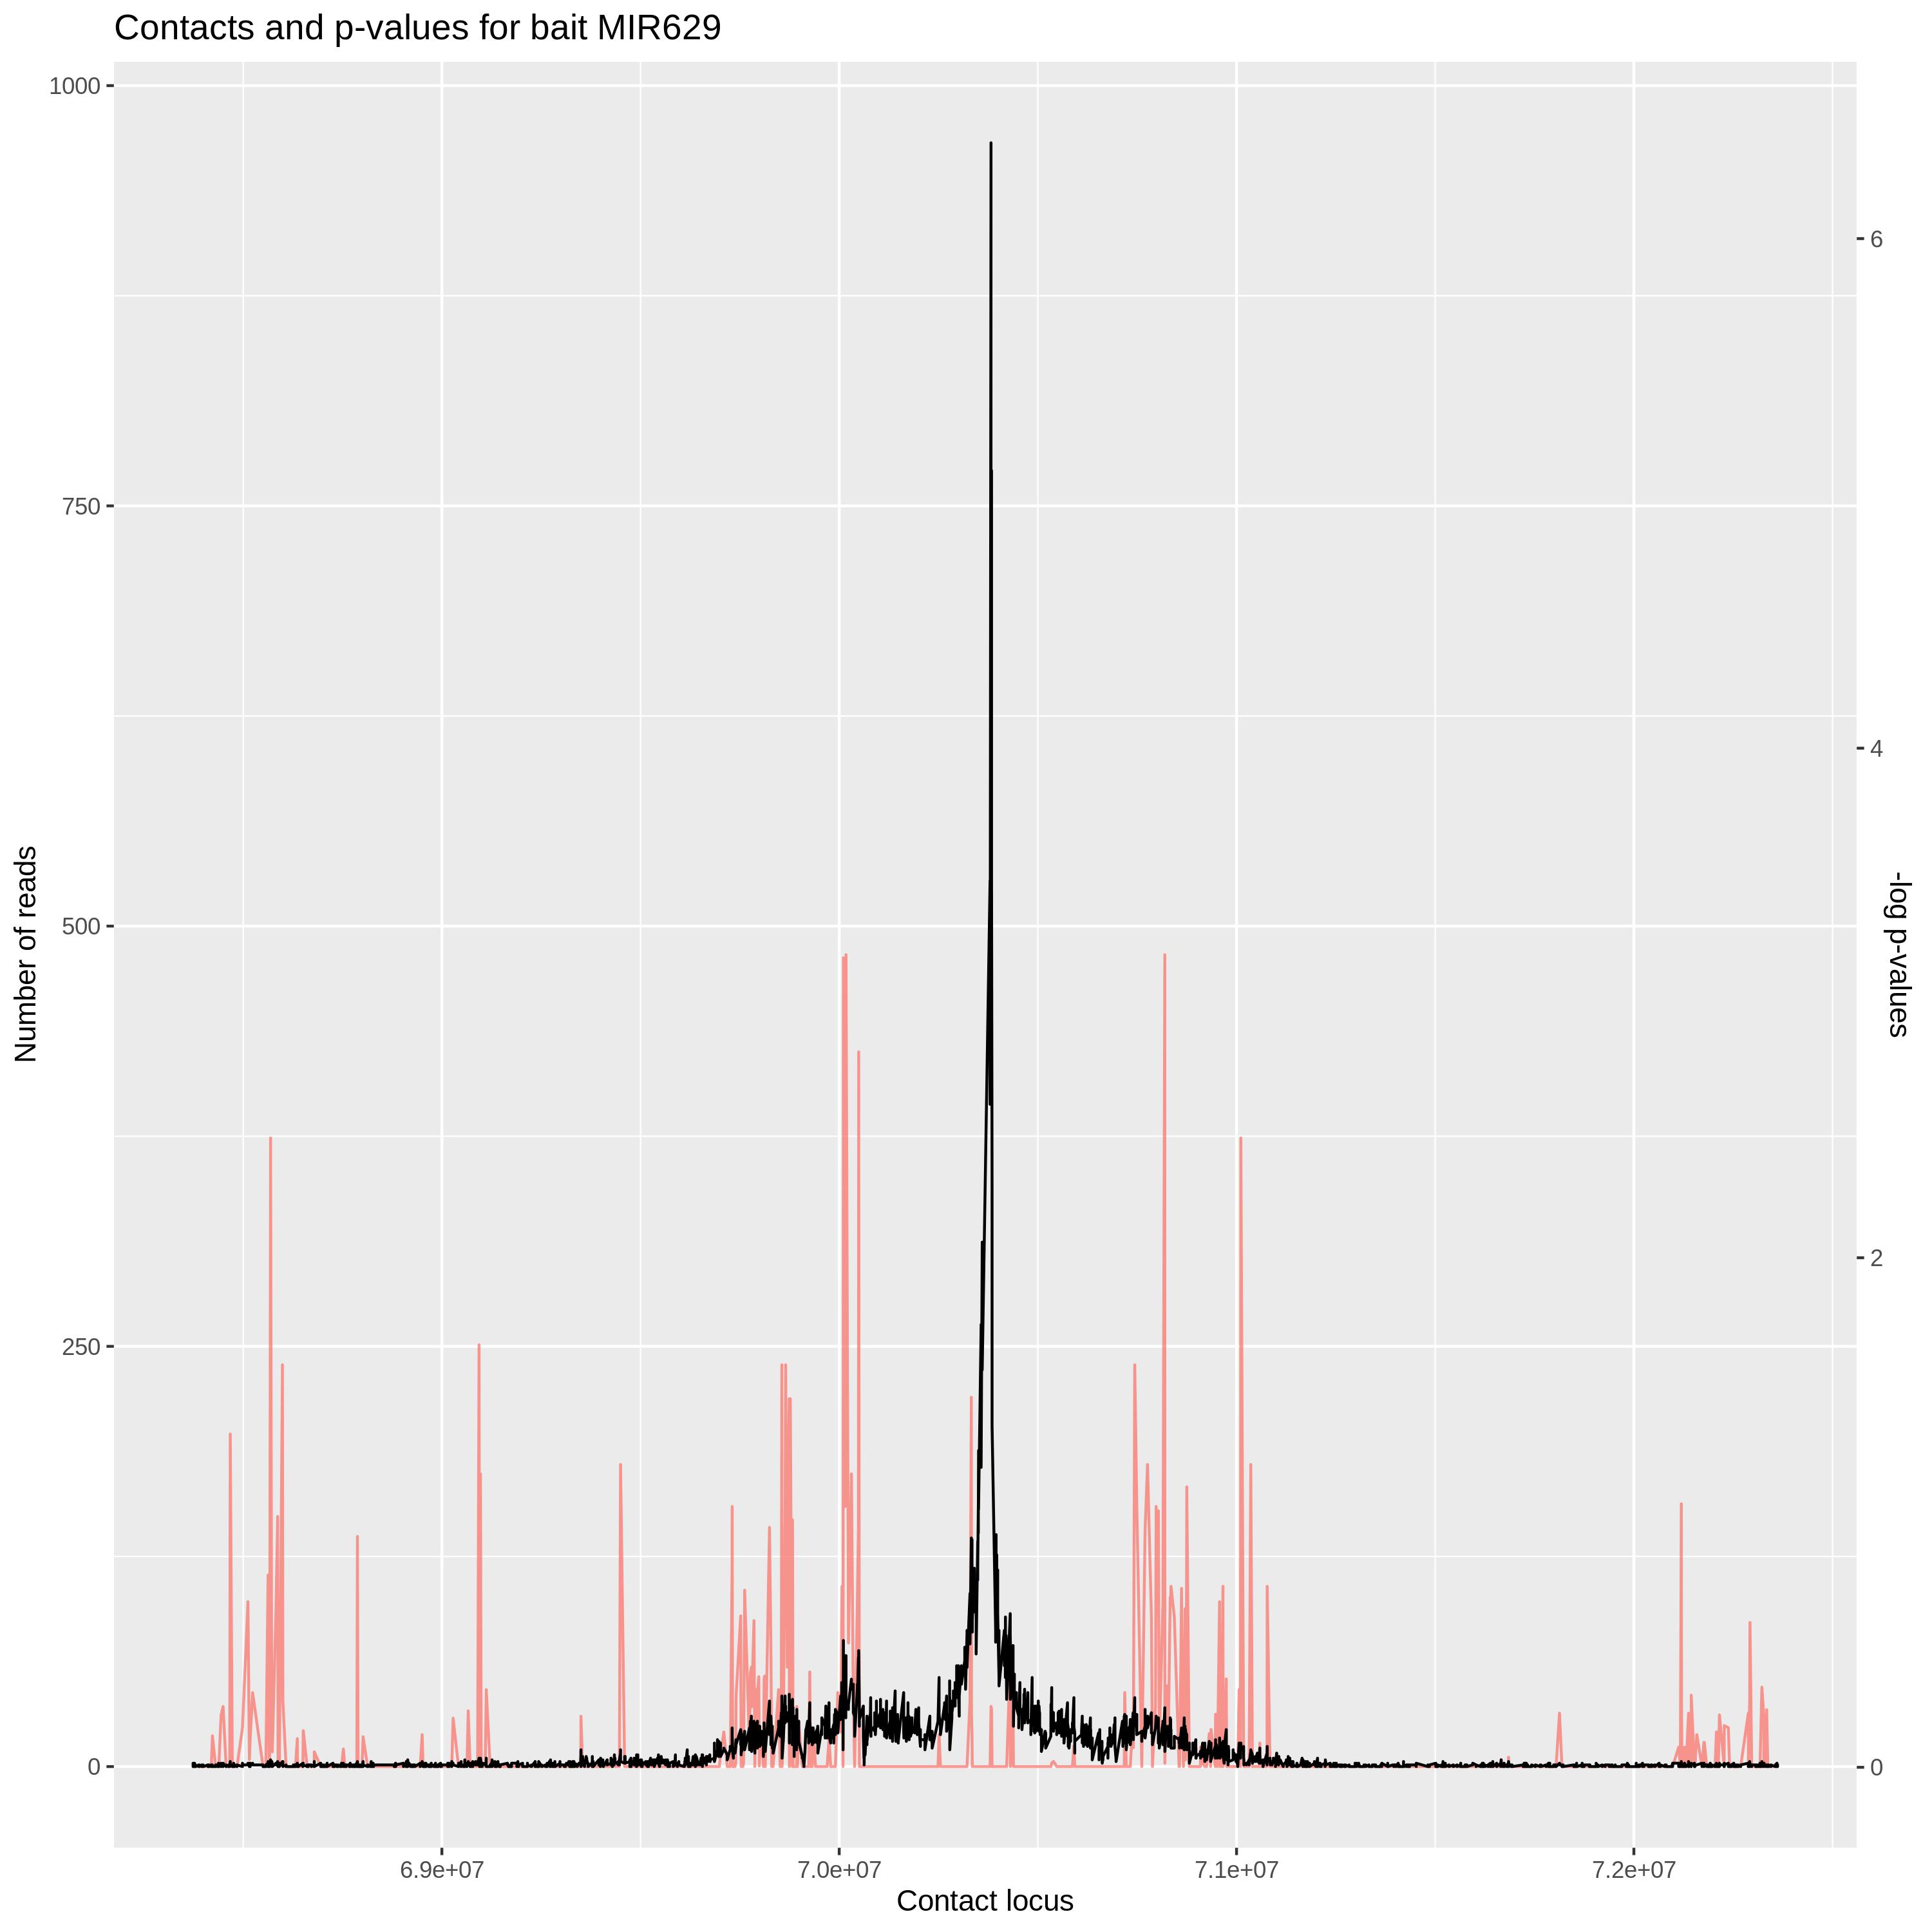 Contacts and p-values for bait MIR629
1000
750
500
250
0
Number of reads
6
4
2
0
-log p-values
6.9e+07
7.0e+07
7.1e+07
7.2e+07
Contact locus